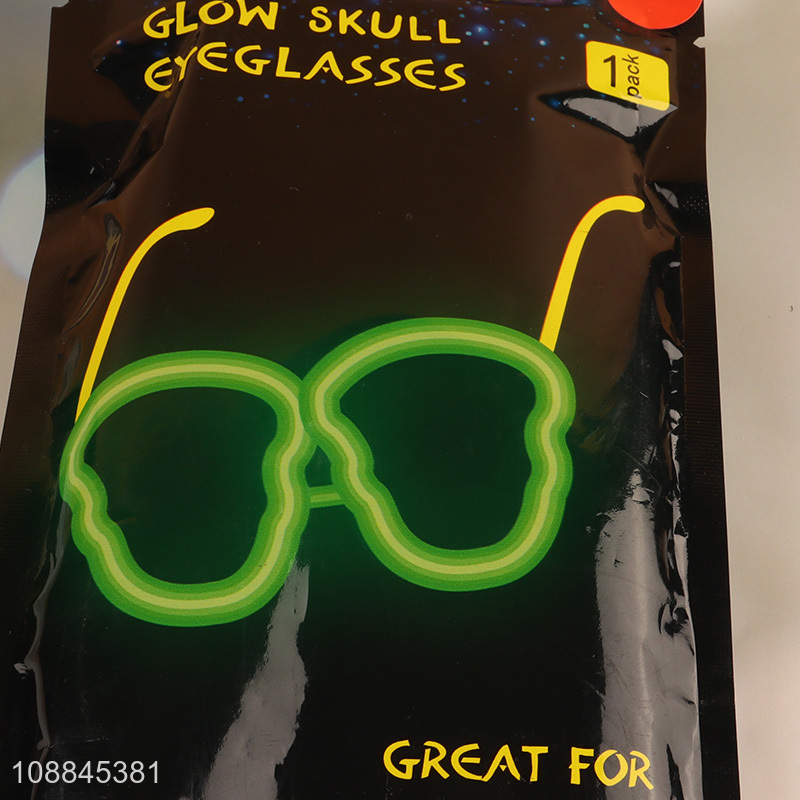 GLOW SKULL
EYEGLASSES
1
pack
GREAT FOR
108845381